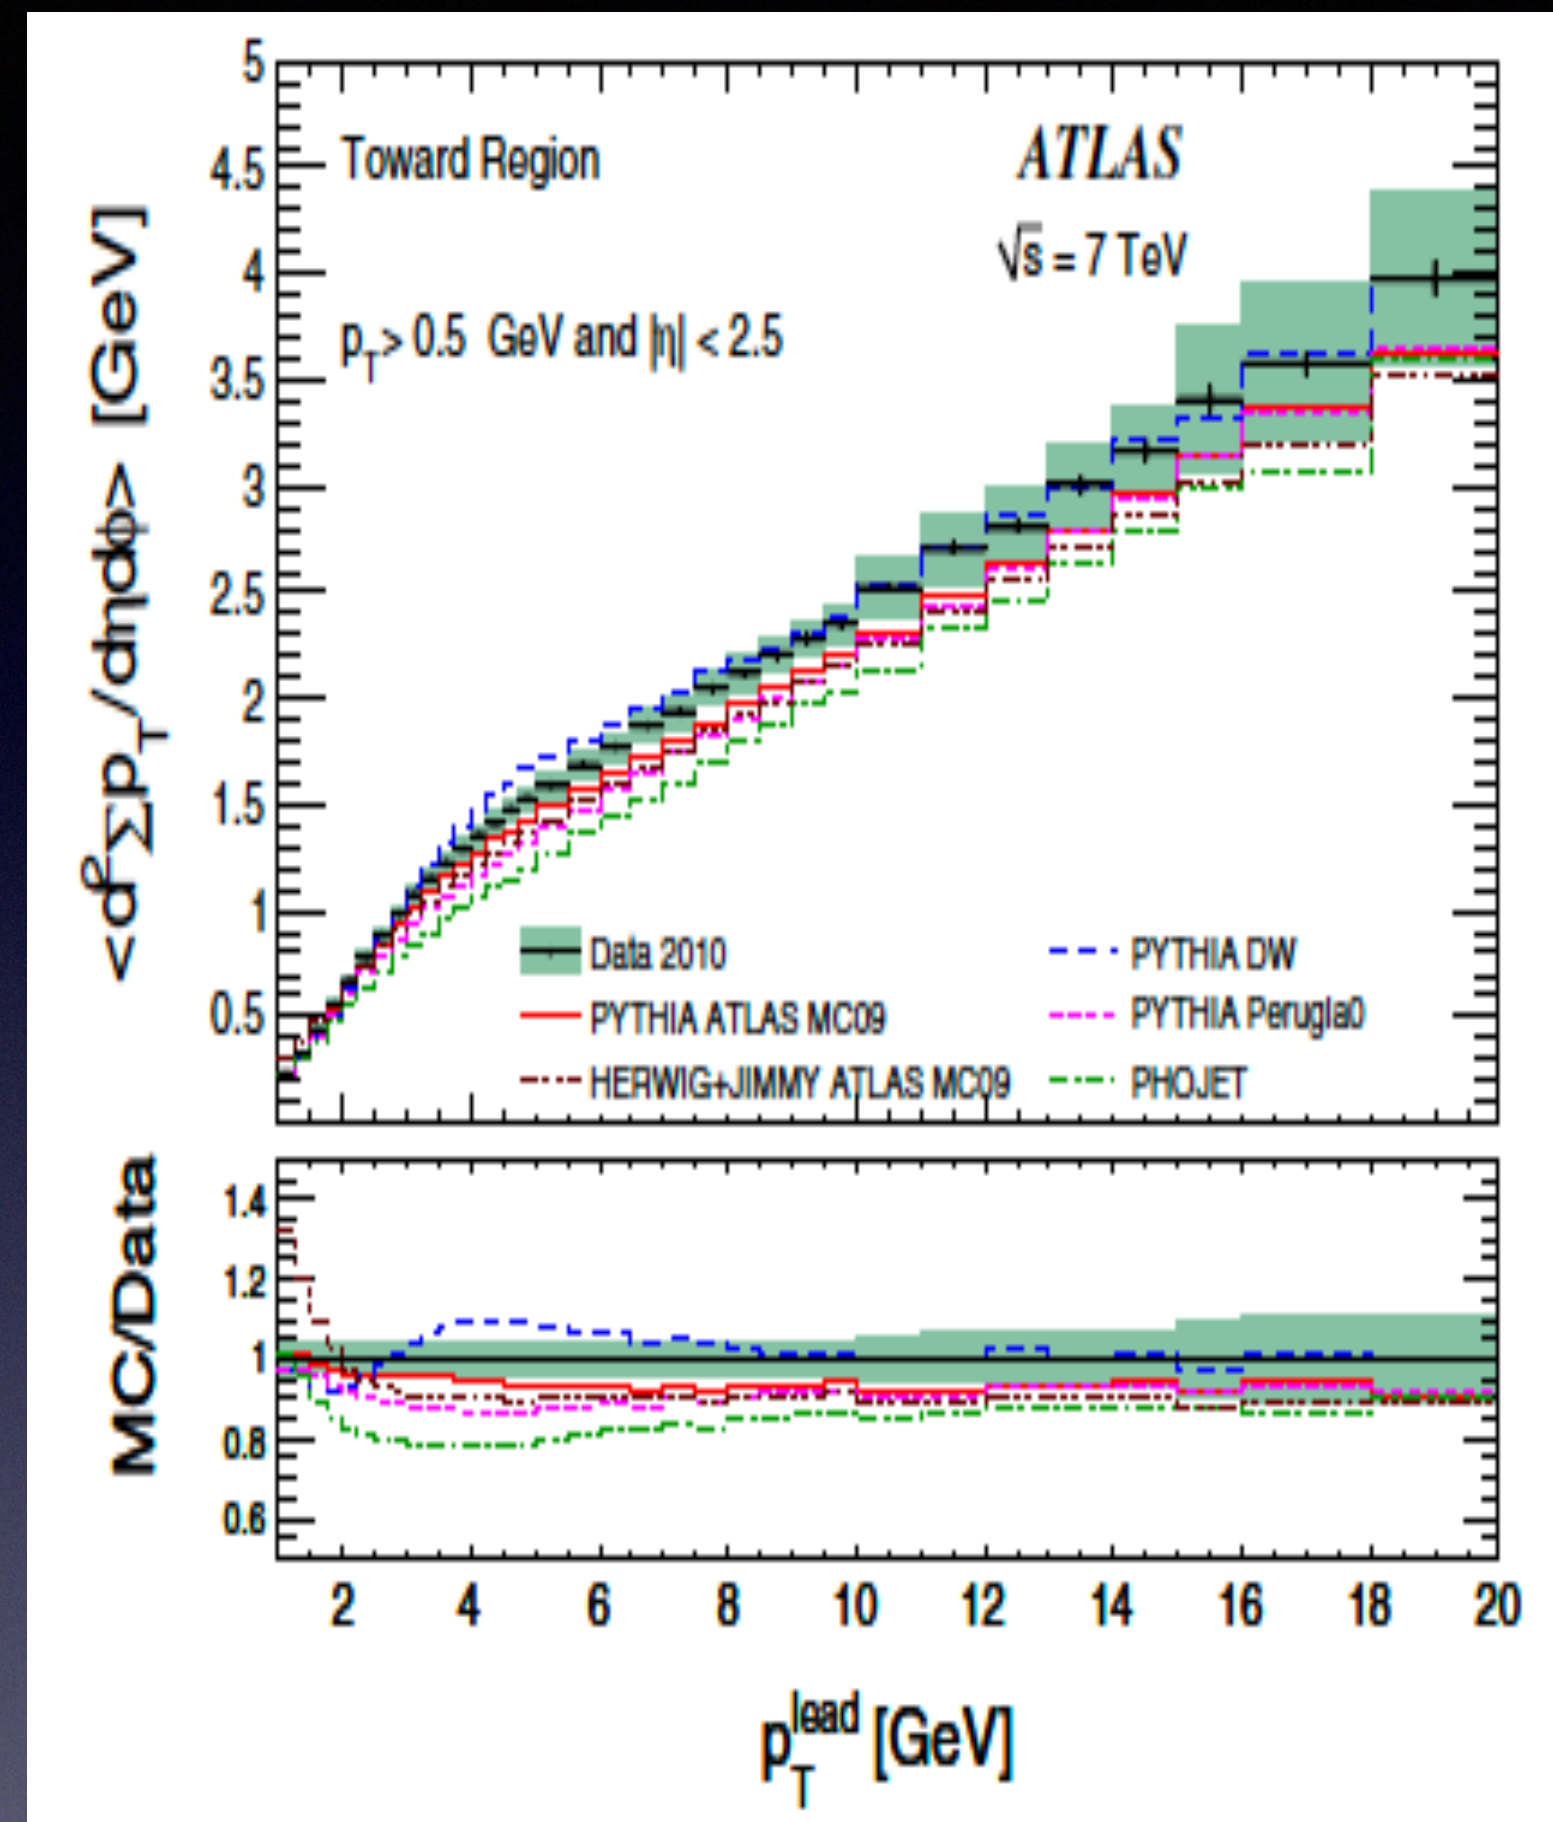 <d²Σp_T/dηdϕ> [GeV]
5
4.5
4
3.5
3
2.5
2
1.5
1
0.5
Toward Region
ATLAS
√s = 7 TeV
p_T > 0.5 GeV and |η| < 2.5
Data 2010
PYTHIA DW
PYTHIA ATLAS MC09
PYTHIA Perugia0
HERWIG+JIMMY ATLAS MC09
PHOJET
MC/Data
1.4
1.2
1
0.8
0.6
2 4 6 8 10 12 14 16 18 20
p_T^lead [GeV]